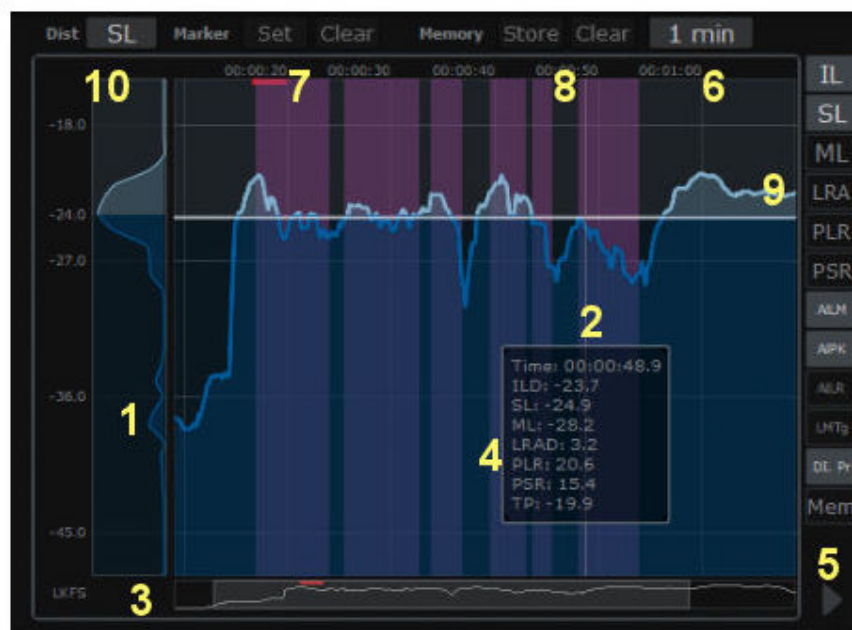 Dist SL Marker Set Clear Memory Store Clear 1 min
10 00:00:20 7 00:00:30 00:00:40 8 00:00:50 00:01:00 6 IL
-18.0
SL
ML
9 LRA
-24.0
PLR
-27.0
PSR
2
AILM
Time: 00:00:48.9
AIPK
ILD: -23.7
SL: -24.9
AILR
-36.0
ML: -28.2
1
LRAD: 3.2
LMTg
4
PLR: 20.6
PSR: 15.4
DI. Pr
TP: -19.9
Mem
-45.0
5
LKFS
3